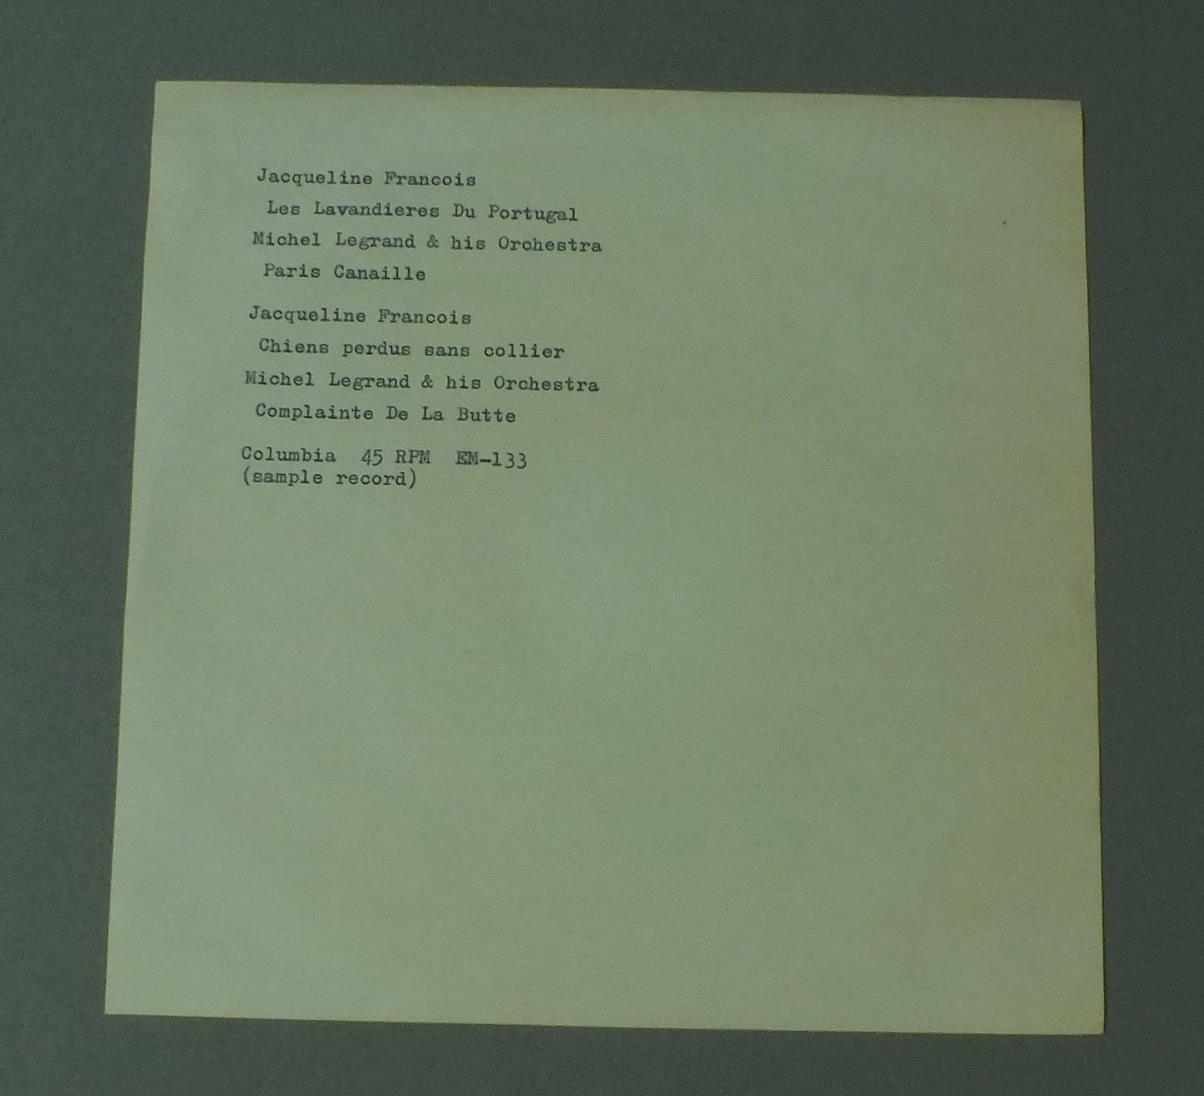 Jacqueline Francois
Les Lavandieres Du Portugal
Michel Legrand & his Orchestra
Paris Canaille
Jacqueline Francois
Chiens perdus sans collier
Michel Legrand & his Orchestra
Complainte De La Butte
Columbia 45 RPM EM-133
(sample record)